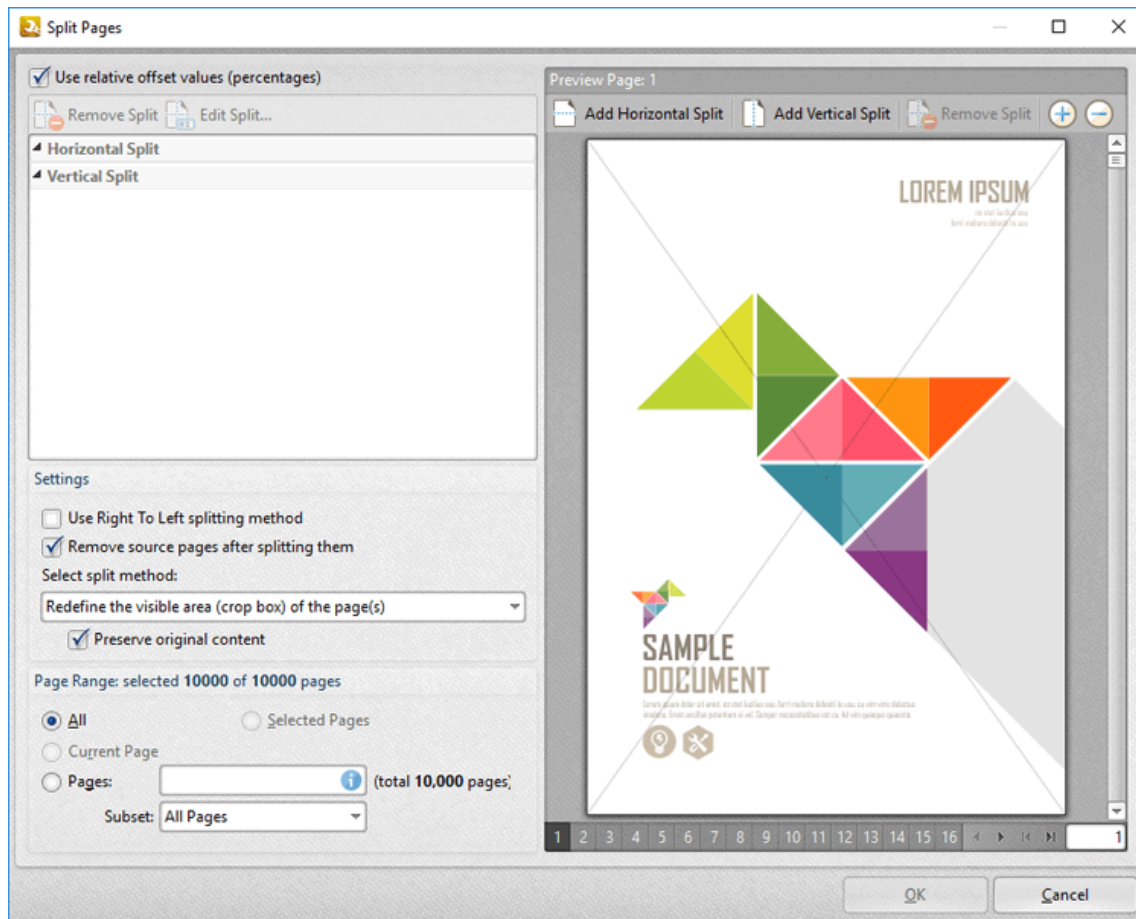 Split Pages
Use relative offset values (percentages)
Remove Split Edit Split...
Horizontal Split
Vertical Split
Settings
Use Right To Left splitting method
Remove source pages after splitting them
Select split method:
Redefine the visible area (crop box) of the page(s)
Preserve original content
Page Range: selected 10000 of 10000 pages
All Selected Pages
Current Page
Pages: (total 10,000 pages)
Subset: All Pages
Preview Page: 1
Add Horizontal Split Add Vertical Split Remove Split
LOREM IPSUM
SAMPLE
DOCUMENT
1 2 3 4 5 6 7 8 9 10 11 12 13 14 15 16 1
OK Cancel